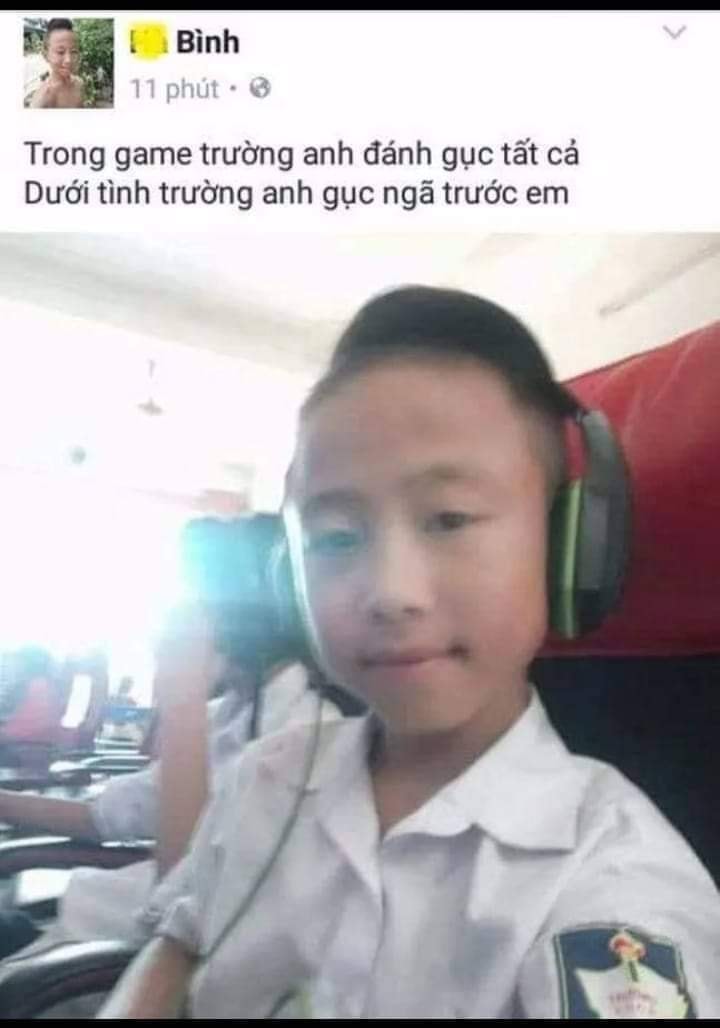 Bình
11 phút
Trong game trường anh đánh gục tất cả
Dưới tình trường anh gục ngã trước em